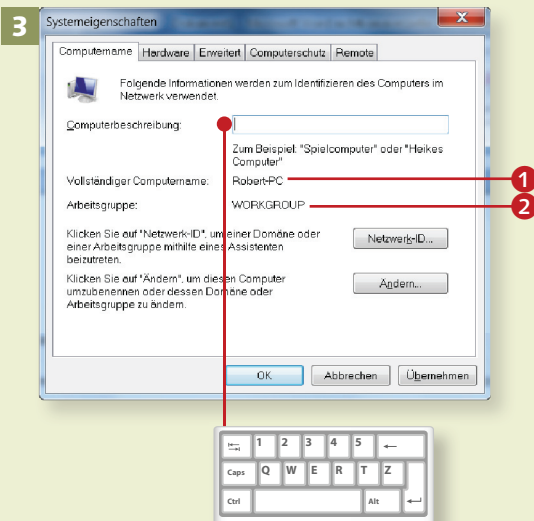 3
Systemeigenschaften
Computername Hardware Erweitert Computerschutz Remote
Folgende Informationen werden zum Identifizieren des Computers im
Netzwerk verwendet.
Computerbeschreibung:
Zum Beispiel: "Spielcomputer" oder "Heikes
Computer"
Vollständiger Computername: Robert-PC 1
Arbeitsgruppe: WORKGROUP 2
Klicken Sie auf "Netzwerk-ID", um einer Domäne oder
einer Arbeitsgruppe mithilfe eines Assistenten
beizutreten.
Netzwerk-ID...
Klicken Sie auf "Ändern", um diesen Computer
umzubenennen oder dessen Domäne oder
Arbeitsgruppe zu ändern.
Ändern...
OK Abbrechen Übernehmen
1 2 3 4 5
Caps Q W E R T Z
Ctrl Alt